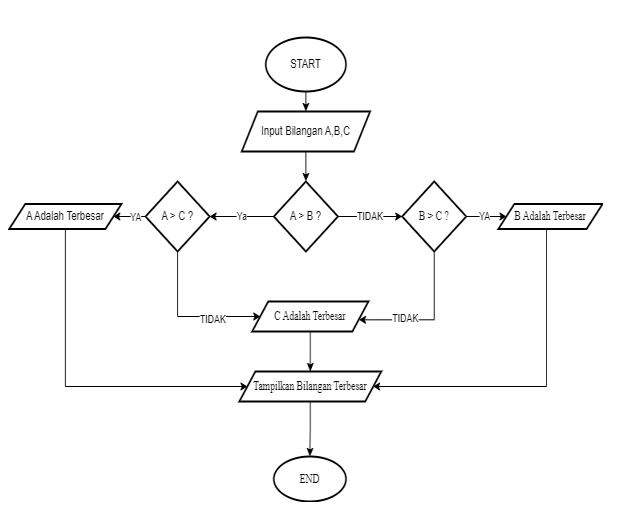 START
Input Bilangan A,B,C
A Adalah Terbesar
YA
A > C ?
Ya
A > B ?
TIDAK
B > C ?
YA
B Adalah Terbesar
TIDAK
C Adalah Terbesar
TIDAK
Tampilkan Bilangan Terbesar
END